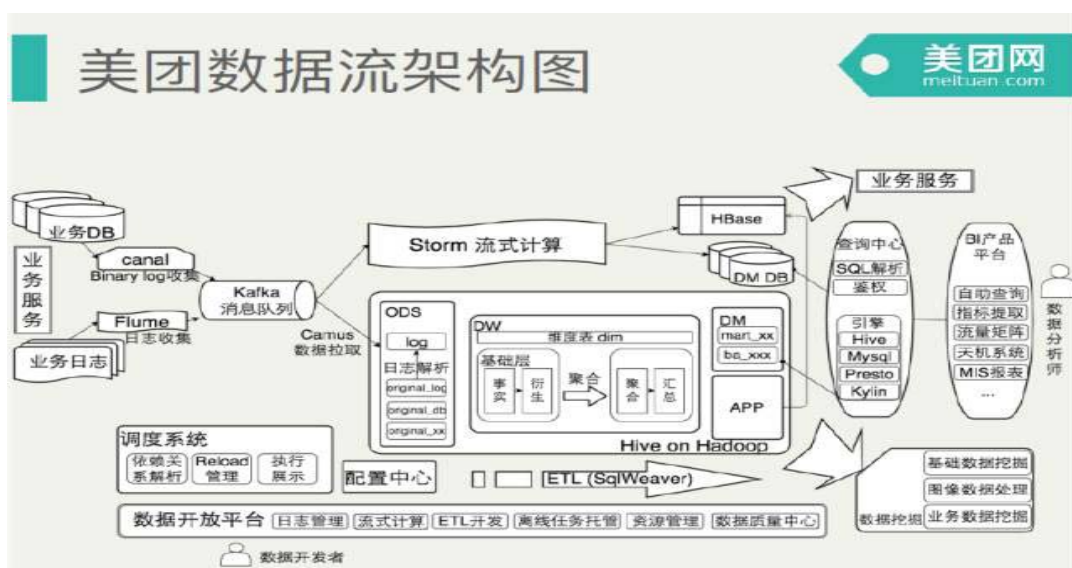 美团数据流架构图
美团网
meituan.com
业务服务
业务DB
HBase
查询中心
BI产品
平台
业务服务
canal
Binary log收集
Storm 流式计算
DM DB
SQL解析
鉴权
自助查询
指标提取
流量矩阵
天机系统
MIS报表
...
数据分析师
Kafka
消息队列
Flume
日志收集
业务日志
Camus
数据拉取
ODS
log
日志解析
original_log
original_db
original_xx
DW
维度表 dim
基础层
事实
衍生
聚合
聚合
汇总
DM
mart_xx
ba_xxx
APP
Hive on Hadoop
引擎
Hive
Mysql
Presto
Kylin
调度系统
依赖关
系解析
Reload
管理
执行
展示
配置中心
ETL (SqlWeaver)
基础数据挖掘
图像数据处理
业务数据挖掘
数据挖掘
数据开放平台
日志管理
流式计算
ETL开发
离线任务托管
资源管理
数据质量中心
数据开发者